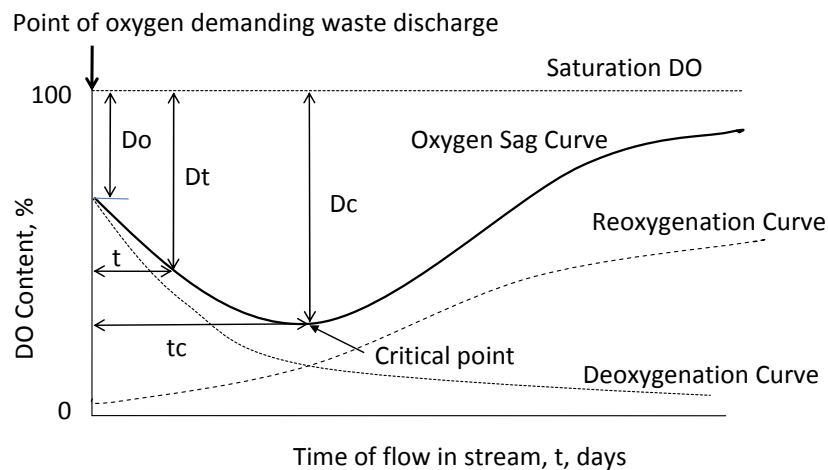 Point of oxygen demanding waste discharge
Saturation DO
100
Do
Oxygen Sag Curve
Dt
Dc
Reoxygenation Curve
t
DO Content, %
tc
Critical point
Deoxygenation Curve
0
Time of flow in stream, t, days